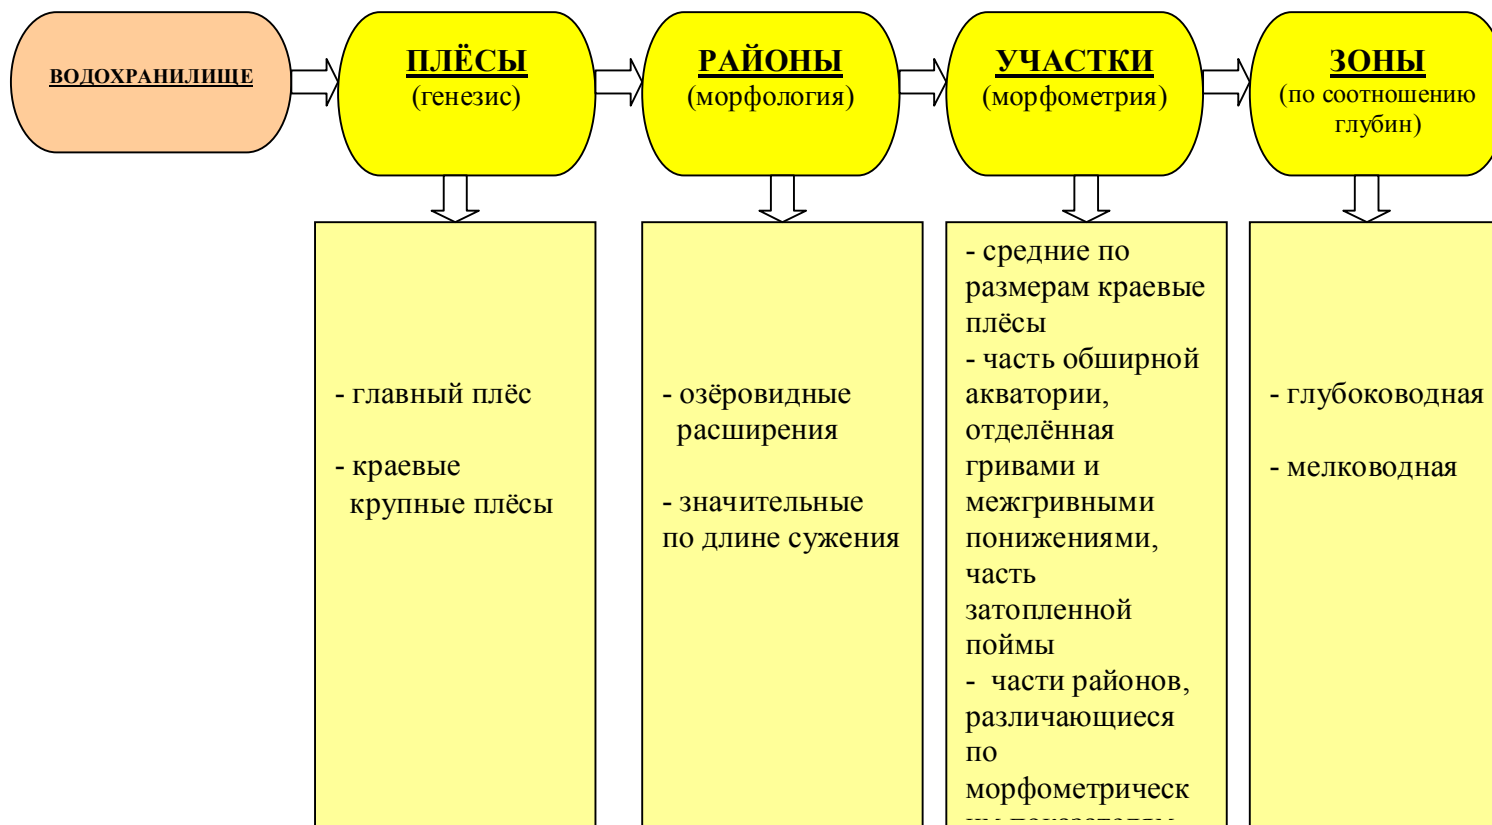 ВОДОХРАНИЛИЩЕ
ПЛЁСЫ
(генезис)
РАЙОНЫ
(морфология)
УЧАСТКИ
(морфометрия)
ЗОНЫ
(по соотношению
глубин)
- главный плёс
- краевые
крупные плёсы
- озёровидные
расширения
- значительные
по длине сужения
- средние по
размерам краевые
плёсы
- часть обширной
акватории,
отделённая
гривами и
межгривными
понижениями,
часть
затопленной
поймы
- части районов,
различающиеся
по
морфометрическ
им показателям
- глубоководная
- мелководная